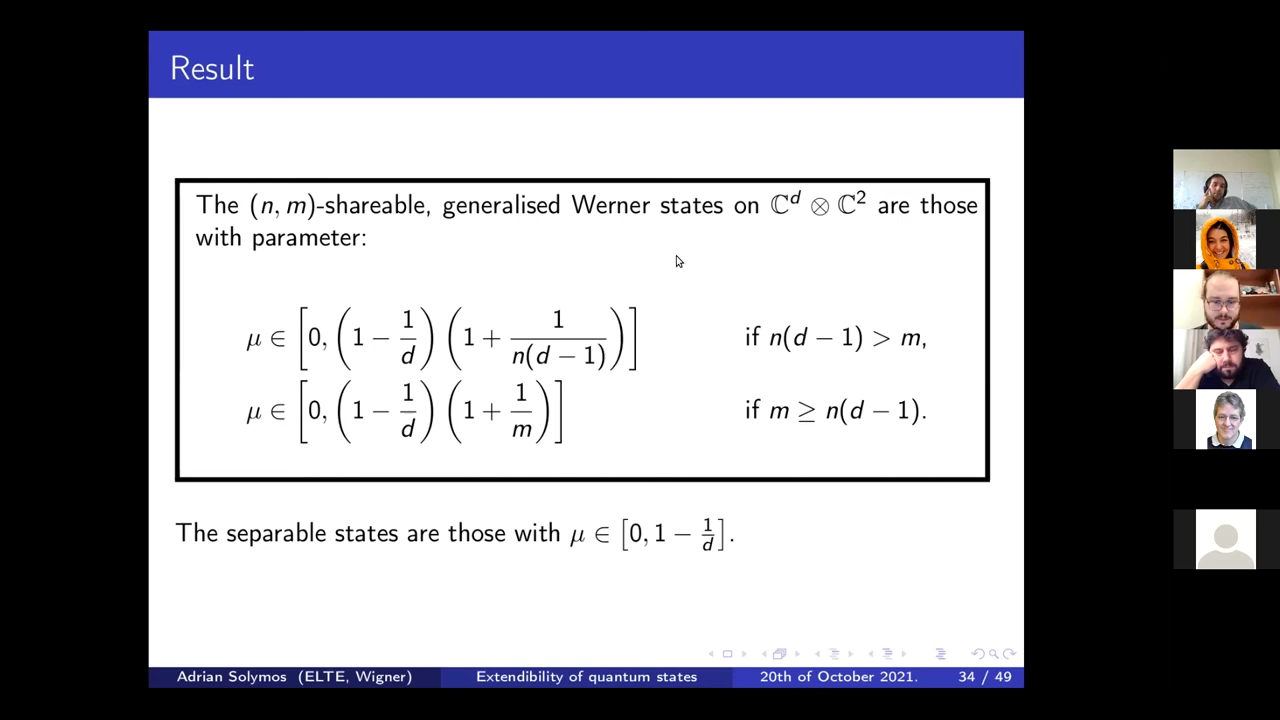 Result
The (n, m)-shareable, generalised Werner states on ℂ^d ⊗ ℂ^2 are those
with parameter:
μ ∈ [0, (1 − 1/d) (1 + 1/(n(d − 1)))] if n(d − 1) > m,
μ ∈ [0, (1 − 1/d) (1 + 1/m)] if m ≥ n(d − 1).
The separable states are those with μ ∈ [0, 1 − 1/d].
Adrian Solymos (ELTE, Wigner) Extendibility of quantum states 20th of October 2021. 34 / 49